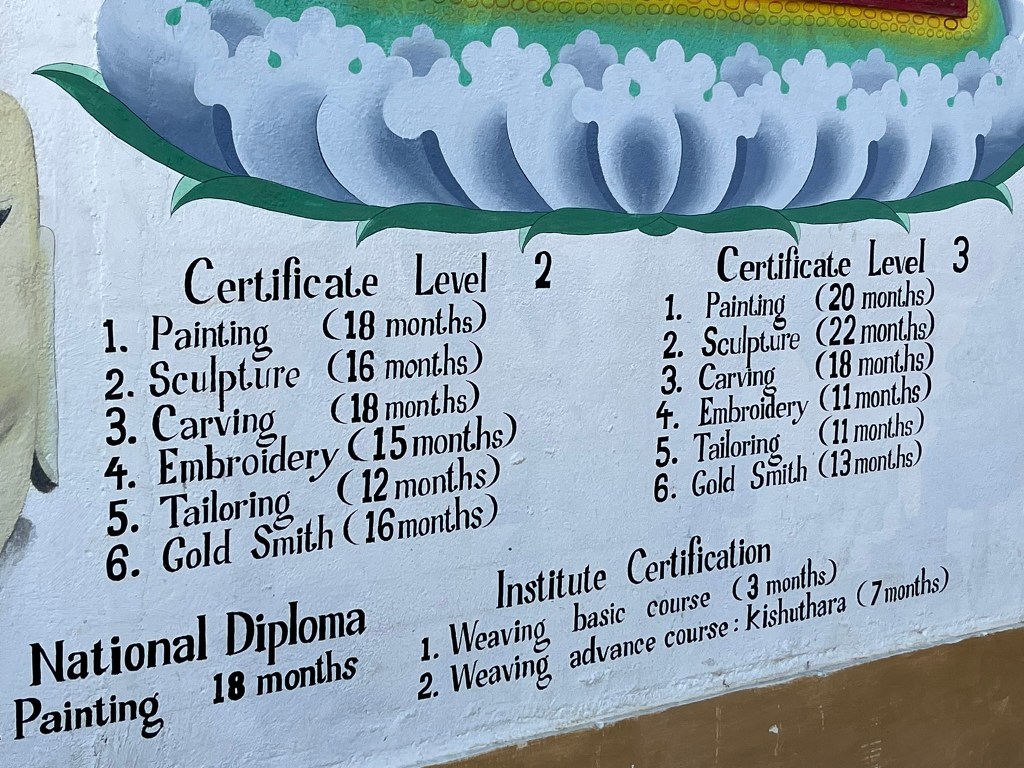 Certificate Level 2
1. Painting (18 months)
2. Sculpture (16 months)
3. Carving (18 months)
4. Embroidery (15 months)
5. Tailoring (12 months)
6. Gold Smith (16 months)
Certificate Level 3
1. Painting (20 months)
2. Sculpture (22 months)
3. Carving (18 months)
4. Embroidery (11 months)
5. Tailoring (11 months)
6. Gold Smith (13 months)
National Diploma
Painting 18 months
Institute Certification
1. Weaving basic course (3 months)
2. Weaving advance course: Kishuthara (7 months)